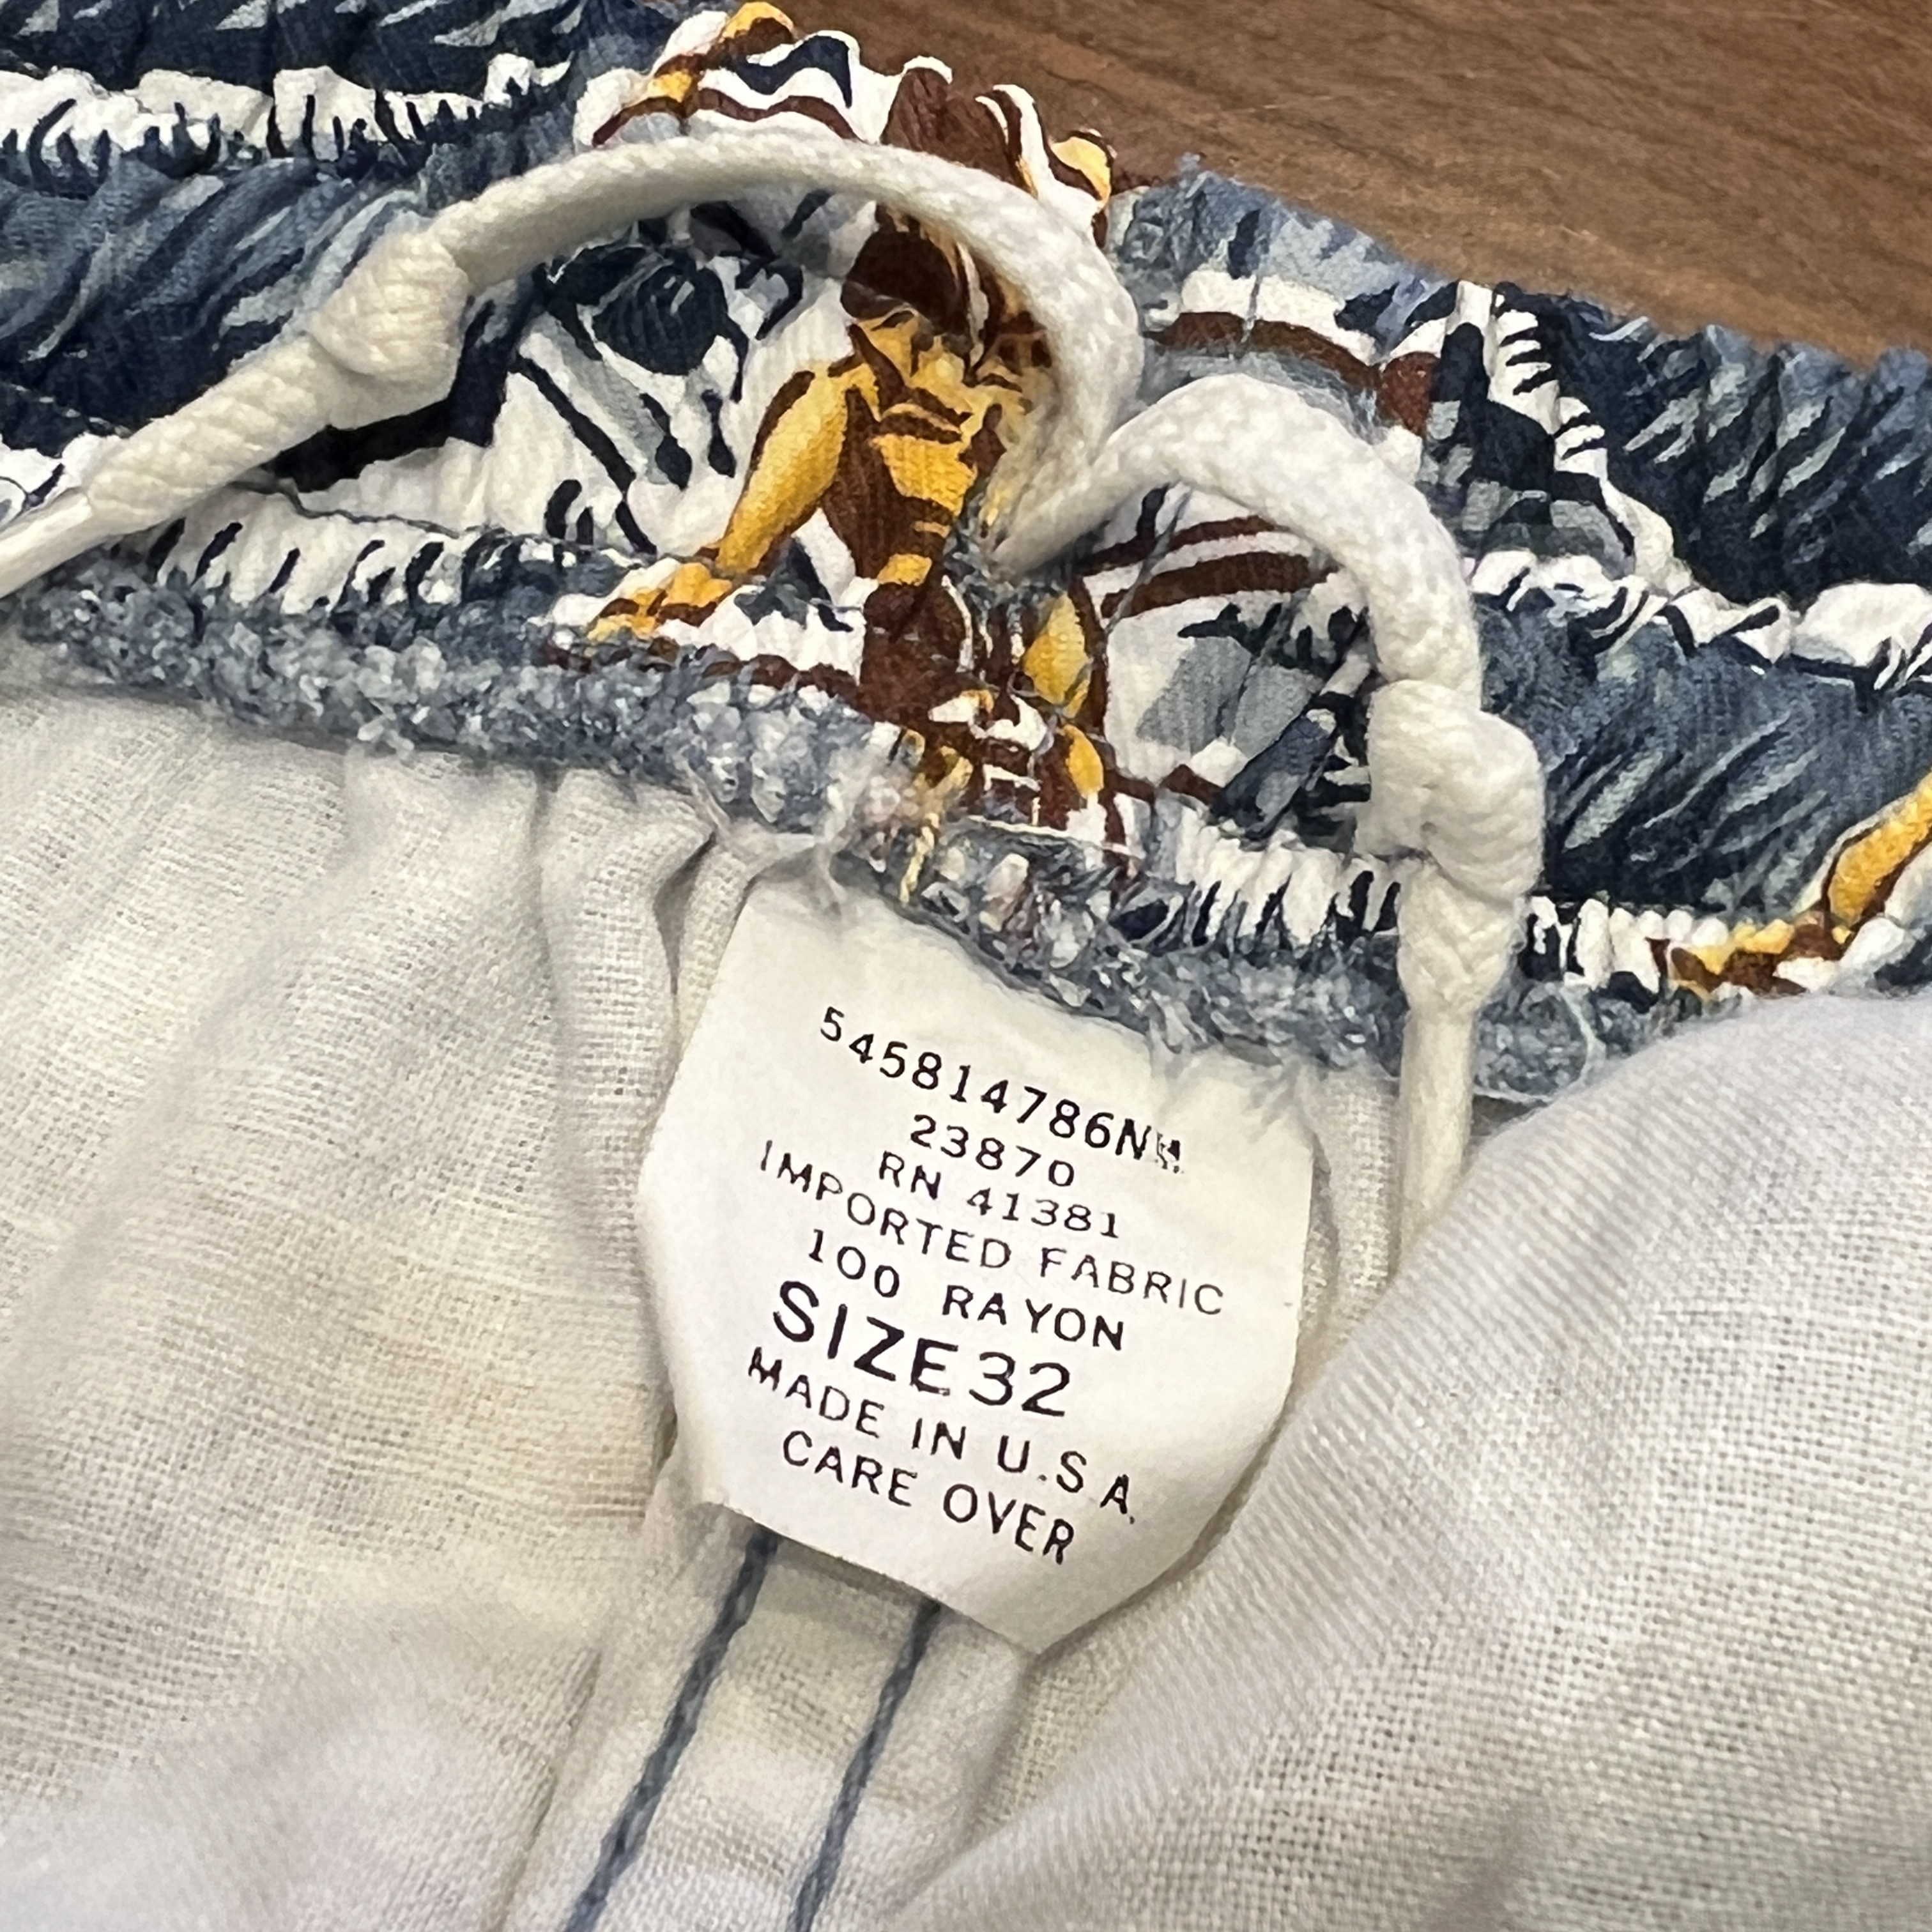 545814786N
23870
RN 41381
IMPORTED FABRIC
100 RAYON
SIZE 32
MADE IN U.S.A.
CARE OVER